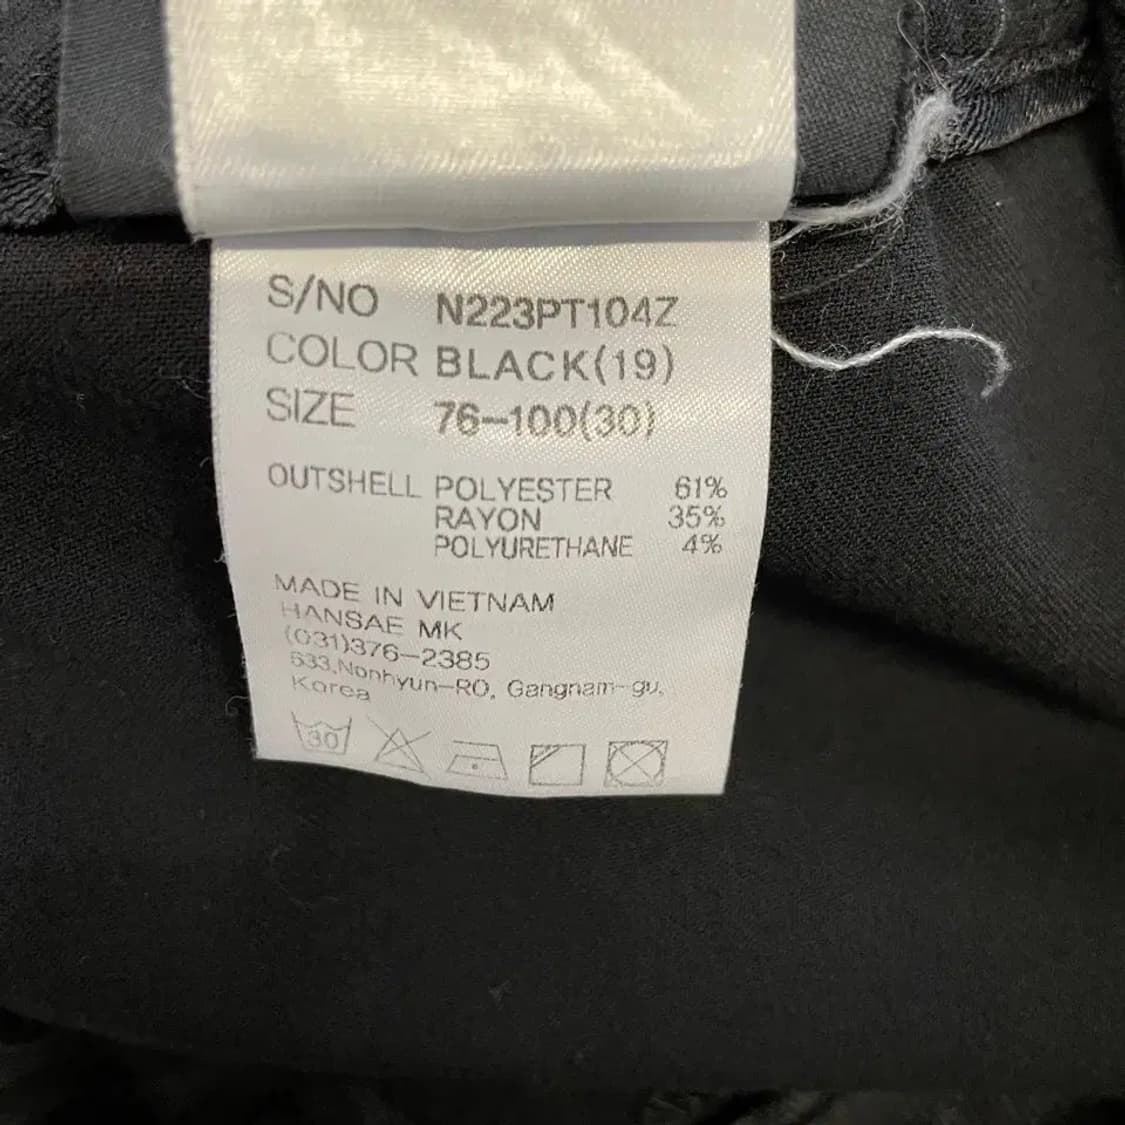 S/NO N223PT104Z
COLOR BLACK(19)
SIZE 76-100(30)
OUTSHELL POLYESTER 61%
RAYON 35%
POLYURETHANE 4%
MADE IN VIETNAM
HANSAE MK
(031)376-2385
633,Nonhyun-RO, Gangnam-gu,
Korea
30